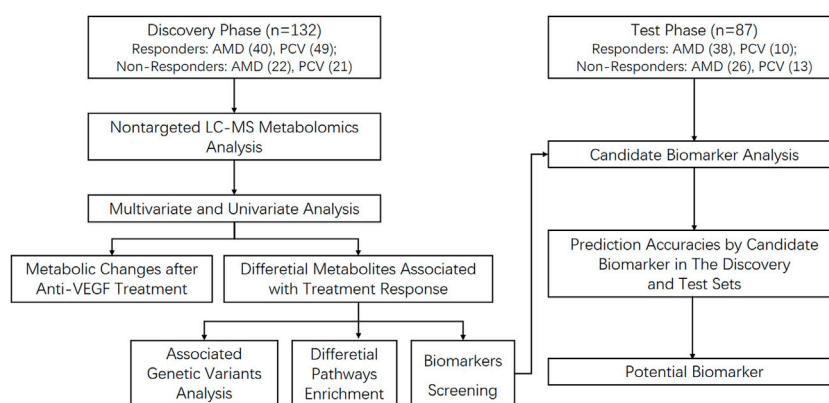 Discovery Phase (n=132)
Responders: AMD (40), PCV (49);
Non-Responders: AMD (22), PCV (21)
Nontargeted LC-MS Metabolomics
Analysis
Multivariate and Univariate Analysis
Metabolic Changes after
Anti-VEGF Treatment
Differetial Metabolites Associated
with Treatment Response
Associated
Genetic Variants
Analysis
Differetial
Pathways
Enrichment
Biomarkers
Screening
Test Phase (n=87)
Responders: AMD (38), PCV (10);
Non-Responders: AMD (26), PCV (13)
Candidate Biomarker Analysis
Prediction Accuracies by Candidate
Biomarker in The Discovery
and Test Sets
Potential Biomarker